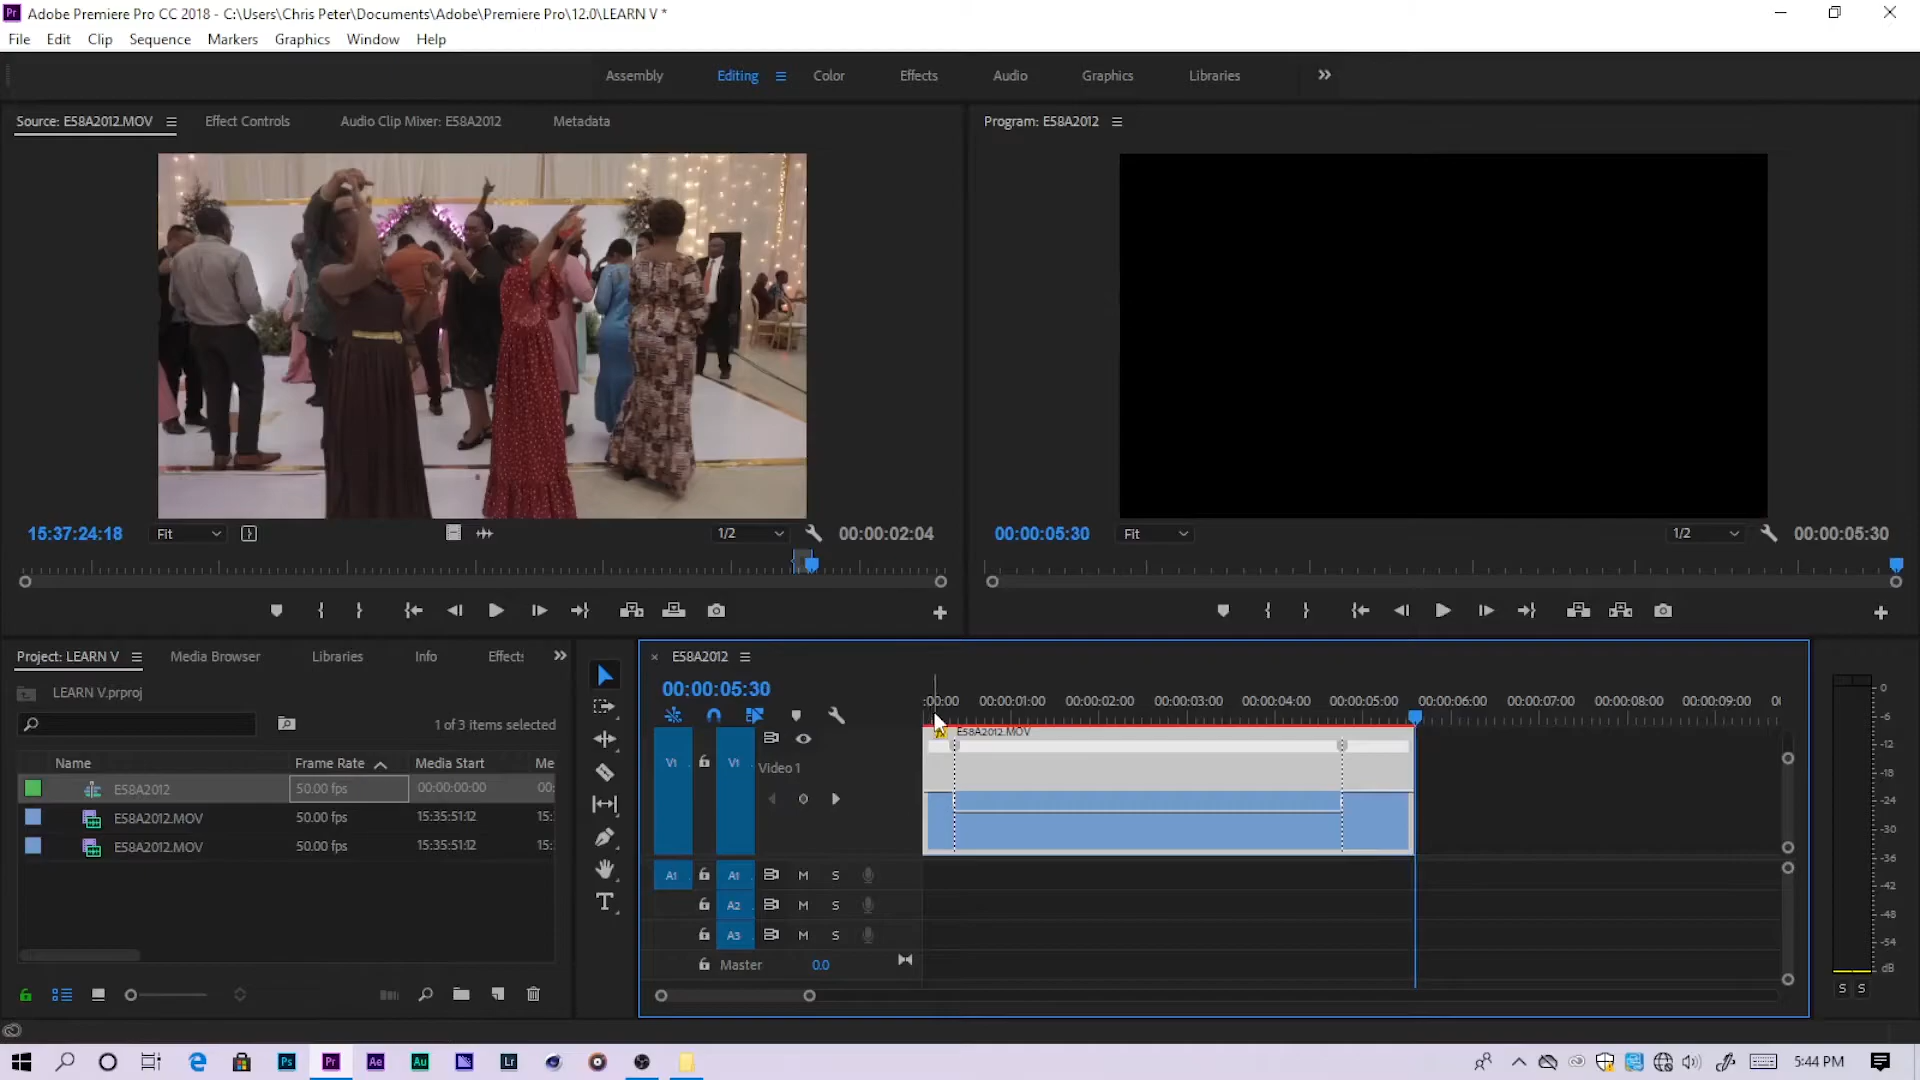 Adobe Premiere Pro CC 2018 - C:\Users\Chris Peter\Documents\Adobe\Premiere Pro\12.0\LEARN V *
File Edit Clip Sequence Markers Graphics Window Help
Assembly Editing Color Effects Audio Graphics Libraries
Source: E58A2012.MOV Effect Controls Audio Clip Mixer: E58A2012 Metadata
Program: E58A2012
15:37:24:18 Fit 1/2 00:00:02:04
00:00:05:30 Fit 1/2 00:00:05:30
Project: LEARN V Media Browser Libraries Info Effects
LEARN V.prproj
1 of 3 items selected
Name Frame Rate Media Start Me
E58A2012 50.00 fps 00:00:00:00 00:
E58A2012.MOV 50.00 fps 15:35:51:12 15:
E58A2012.MOV 50.00 fps 15:35:51:12 15:
E58A2012
00:00:05:30
:00:00 00:00:01:00 00:00:02:00 00:00:03:00 00:00:04:00 00:00:05:00 00:00:06:00 00:00:07:00 00:00:08:00 00:00:09:00 0
fx E58A2012.MOV
V1 V1 Video 1
A1 A1 M S
A2 M S
A3 M S
Master 0.0
0
-6
-12
-18
-24
-30
-36
-42
-48
-54
dB
S S
Ps Pr Ae Au Lr
5:44 PM